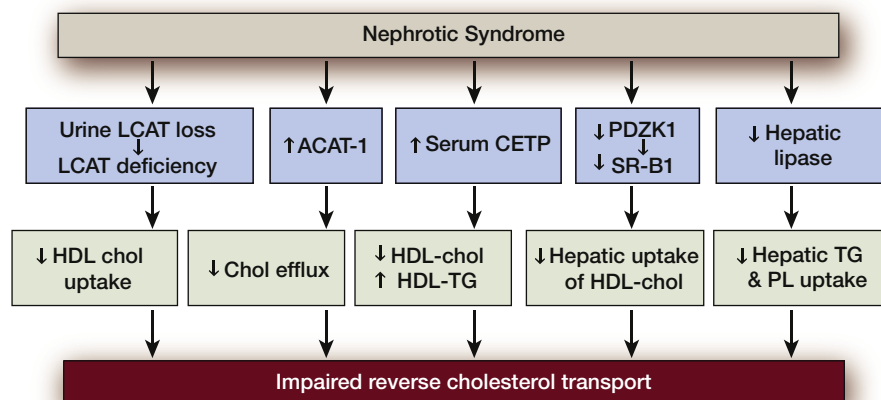 Nephrotic Syndrome
Urine LCAT loss
↓
LCAT deficiency
↑ACAT-1
↑ Serum CETP
↓PDZK1
↓
↓ SR-B1
↓ Hepatic
lipase
↓ HDL chol
uptake
↓ Chol efflux
↓HDL-chol
↑ HDL-TG
↓Hepatic uptake
of HDL-chol
↓Hepatic TG
& PL uptake
Impaired reverse cholesterol transport